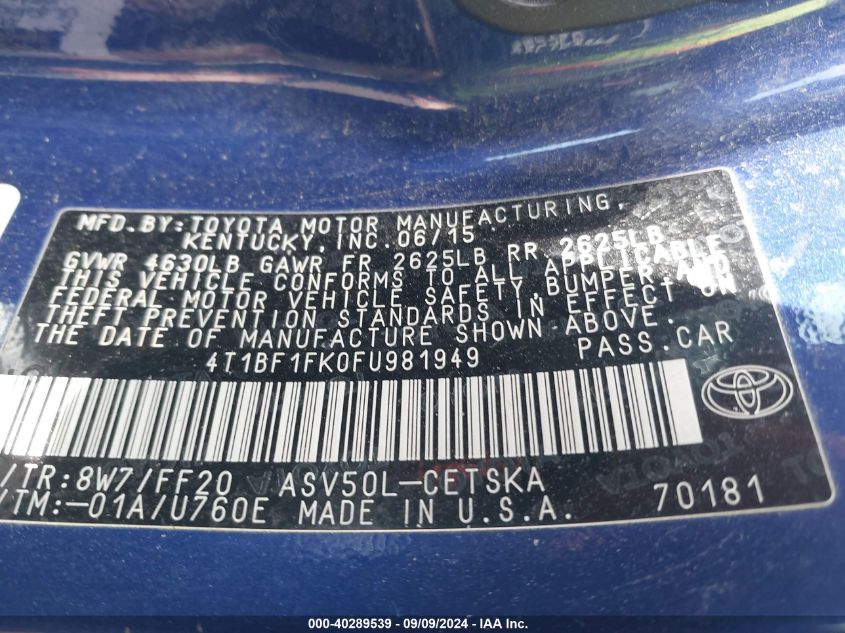 MFD.BY:TOYOTA MOTOR MANUFACTURING,
KENTUCKY,INC.06/15
GVWR 4630LB GAWR FR 2625LB RR 2625LB
THIS VEHICLE CONFORMS TO ALL APPLICABLE
FEDERAL MOTOR VEHICLE SAFETY,BUMPER AND
THEFT PREVENTION STANDARDS IN EFFECT ON
THE DATE OF MANUFACTURE SHOWN ABOVE.
4T1BF1FK0FU981949 PASS.CAR
/TR:8W7/FF20 ASV50L-CETSKA
/TM:-01A/U760E MADE IN U.S.A. 70181
000-40289539 - 09/09/2024 - IAA, Inc.